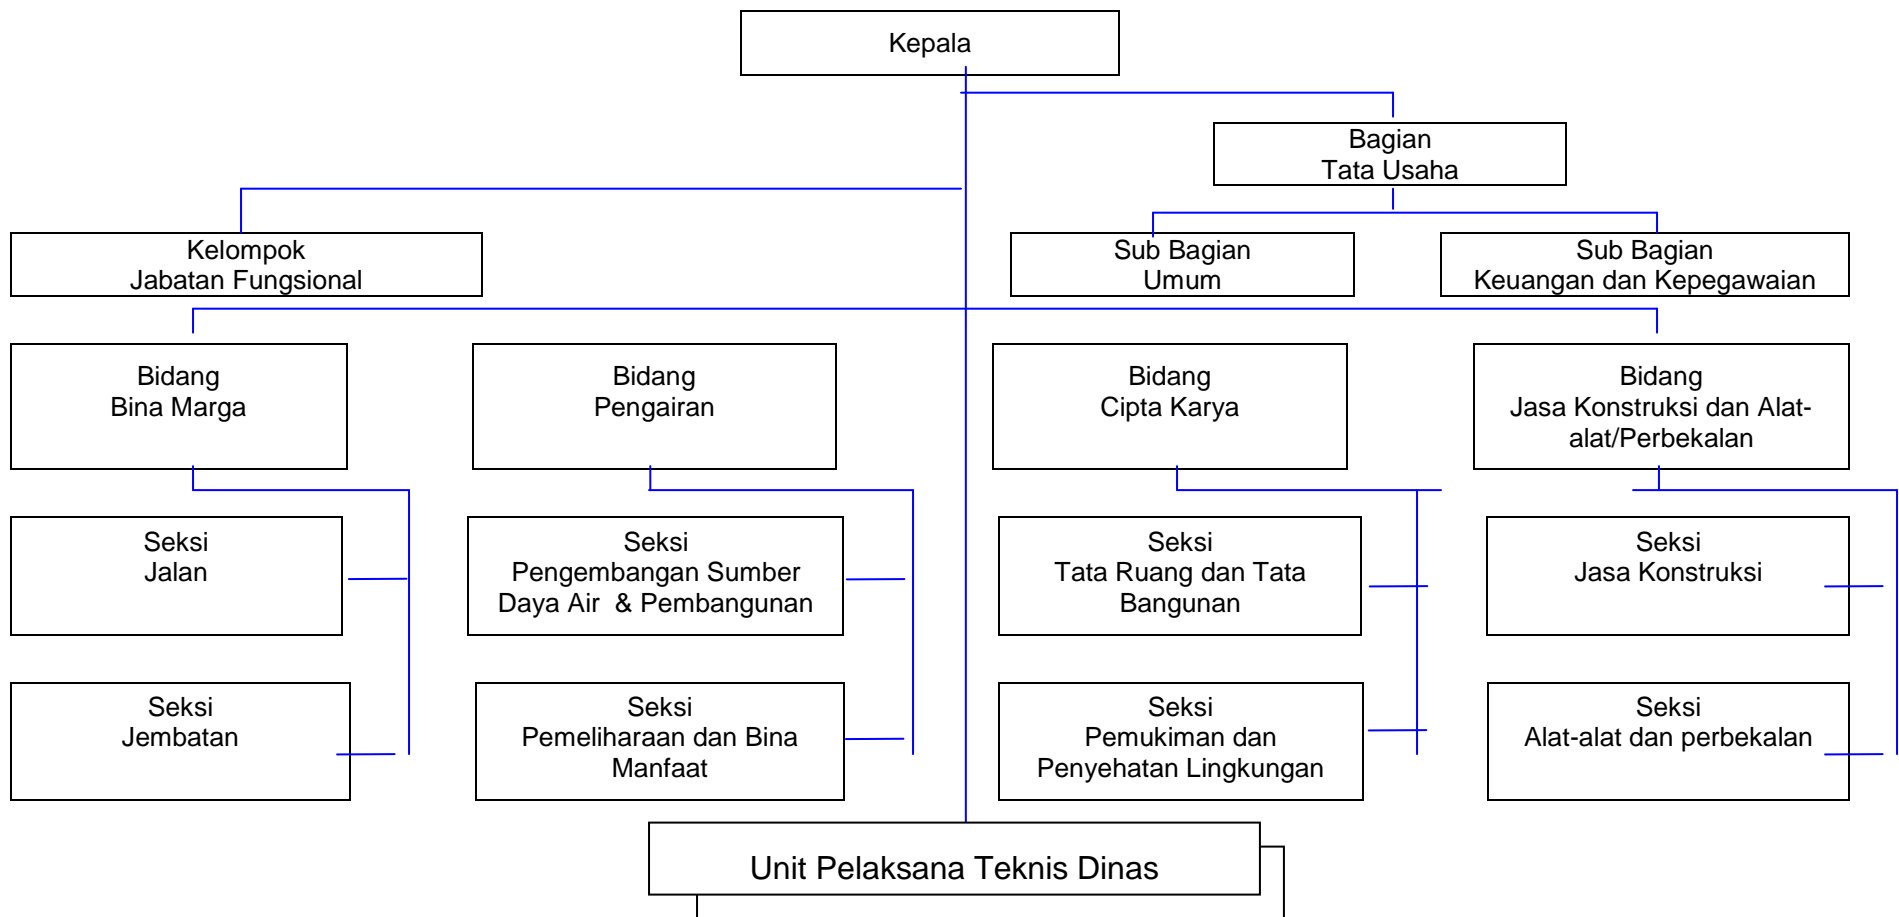 Kepala
Bagian
Tata Usaha
Kelompok
Jabatan Fungsional
Sub Bagian
Umum
Sub Bagian
Keuangan dan Kepegawaian
Bidang
Bina Marga
Bidang
Pengairan
Bidang
Cipta Karya
Bidang
Jasa Konstruksi dan Alat-
alat/Perbekalan
Seksi
Jalan
Seksi
Pengembangan Sumber
Daya Air & Pembangunan
Seksi
Tata Ruang dan Tata
Bangunan
Seksi
Jasa Konstruksi
Seksi
Jembatan
Seksi
Pemeliharaan dan Bina
Manfaat
Seksi
Pemukiman dan
Penyehatan Lingkungan
Seksi
Alat-alat dan perbekalan
Unit Pelaksana Teknis Dinas